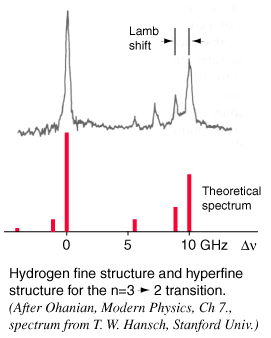 Lamb
shift
Theoretical
spectrum
0 5 10 GHz Δν
Hydrogen fine structure and hyperfine
structure for the n=3 ➛ 2 transition.
(After Ohanian, Modern Physics, Ch 7.,
spectrum from T. W. Hansch, Stanford Univ.)